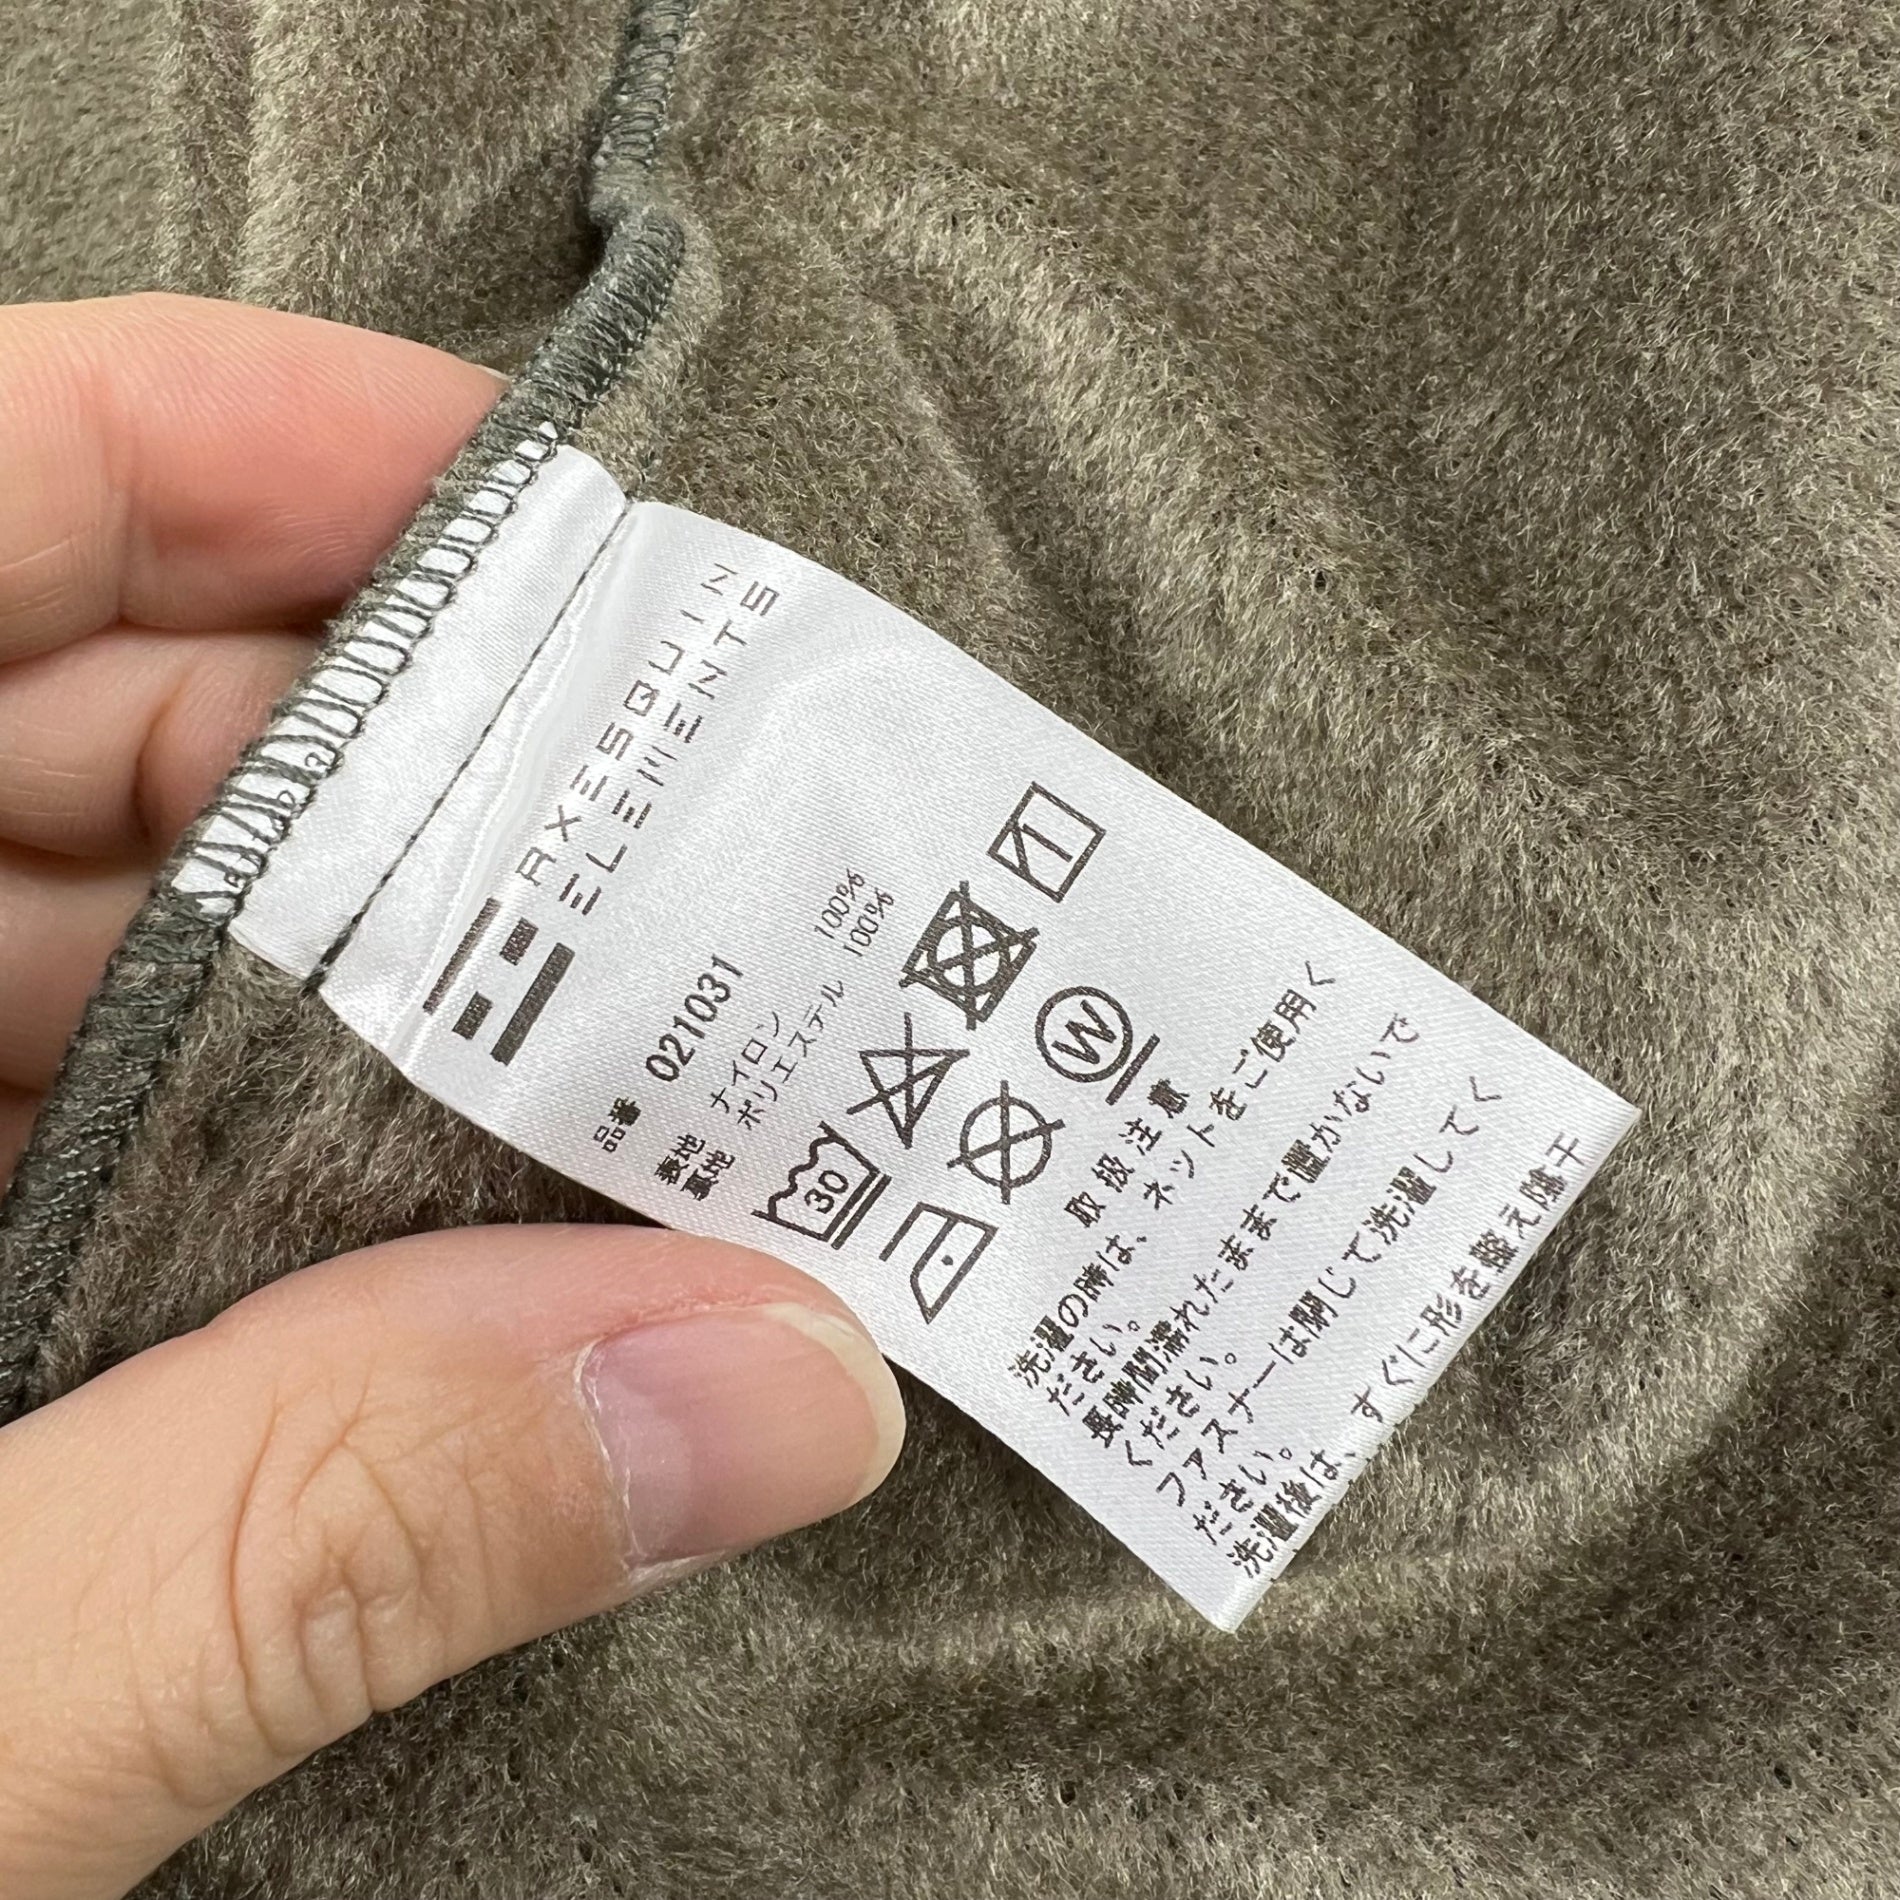 AXESQUIN
ELEMENTS
品番 021031
表地 ナイロン 100%
裏地 ポリエステル 100%
30
W
取扱注意
洗濯の時は、ネットをご使用く
ださい。
長時間濡れたままで置かないで
ください。
ファスナーは閉じて洗濯してく
ださい。
洗濯後は、すぐに形を整え陰干